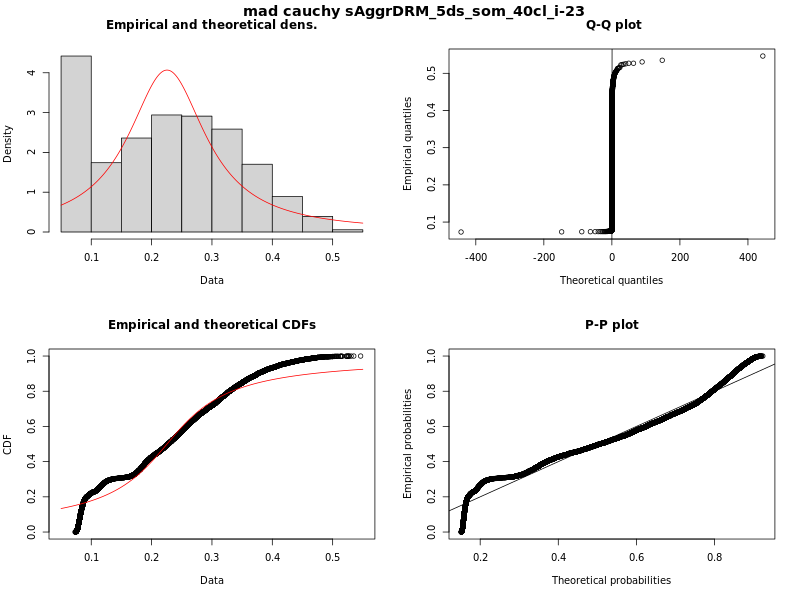 mad cauchy sAggrDRM_5ds_som_40cl_i-23
Empirical and theoretical dens.
Density
0 1 2 3 4
0.1 0.2 0.3 0.4 0.5
Data
Q-Q plot
Empirical quantiles
0.1 0.2 0.3 0.4 0.5
-400 -200 0 200 400
Theoretical quantiles
Empirical and theoretical CDFs
CDF
0.0 0.2 0.4 0.6 0.8 1.0
0.1 0.2 0.3 0.4 0.5
Data
P-P plot
Empirical probabilities
0.0 0.2 0.4 0.6 0.8 1.0
0.2 0.4 0.6 0.8
Theoretical probabilities